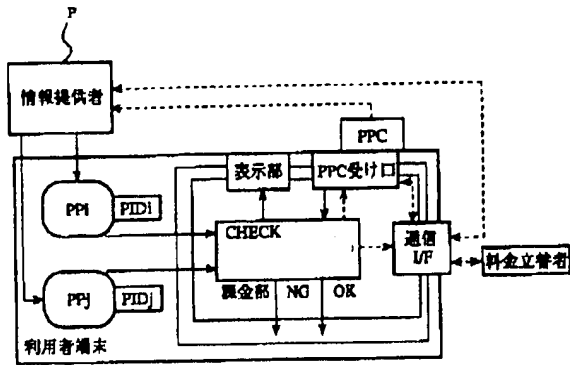 P
情報提供者
PPC
表示部
PPC受け口
PPi
PIDi
CHECK
通信
I/F
料金立替者
PPj
PIDj
課金部
NG
OK
利用者端末